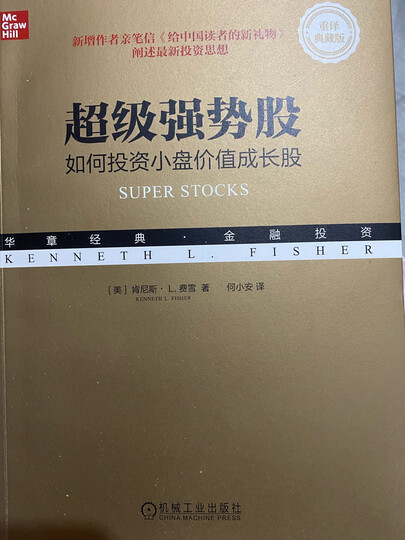 Mc
Graw
Hill
新增作者亲笔信《给中国读者的新礼物》
阐述最新投资思想
重译
典藏版
超级强势股
如何投资小盘价值成长股
SUPER STOCKS
华章经典·金融投资
KENNETH L. FISHER
[美] 肯尼斯·L.费雪 著 何小安 译
KENNETH L. FISHER
机械工业出版社
CHINA MACHINE PRESS